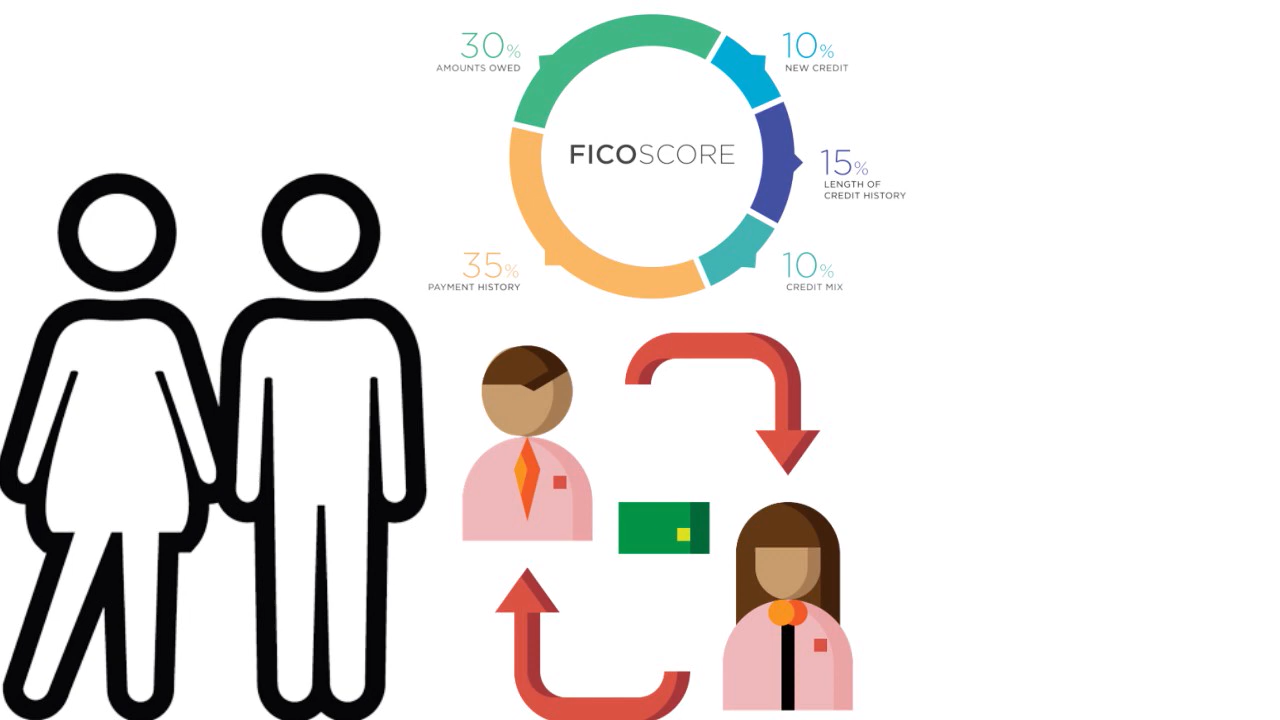 30%
AMOUNTS OWED
10%
NEW CREDIT
FICOSCORE
15%
LENGTH OF
CREDIT HISTORY
35%
PAYMENT HISTORY
10%
CREDIT MIX